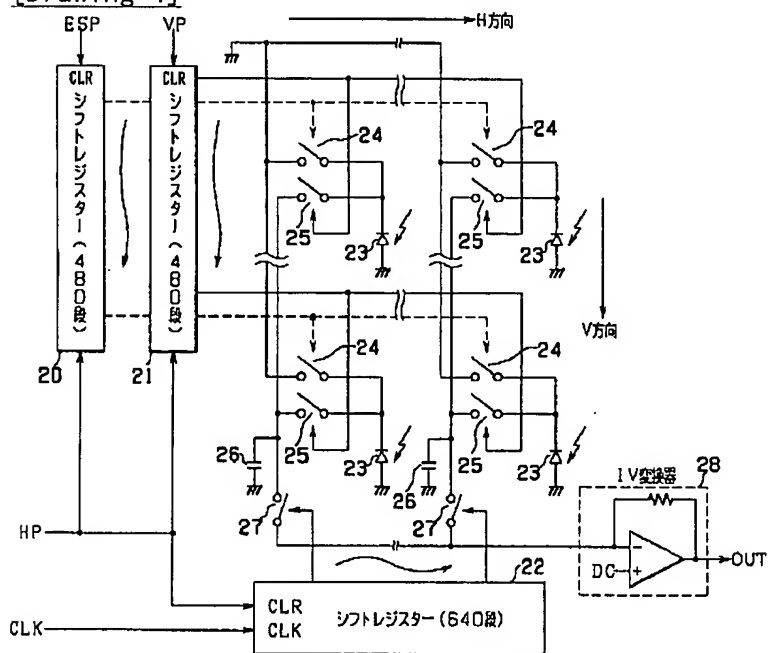 [Drawing 4]
ESP
VP
H方向
CLR
シフトレジスター(480段)
CLR
シフトレジスター(480段)
24
24
25
23
25
23
V方向
20
21
24
24
25
23
25
23
26
26
27
27
IV変換器
28
HP
DC
OUT
22
CLR
CLK
シフトレジスター(640段)
CLK